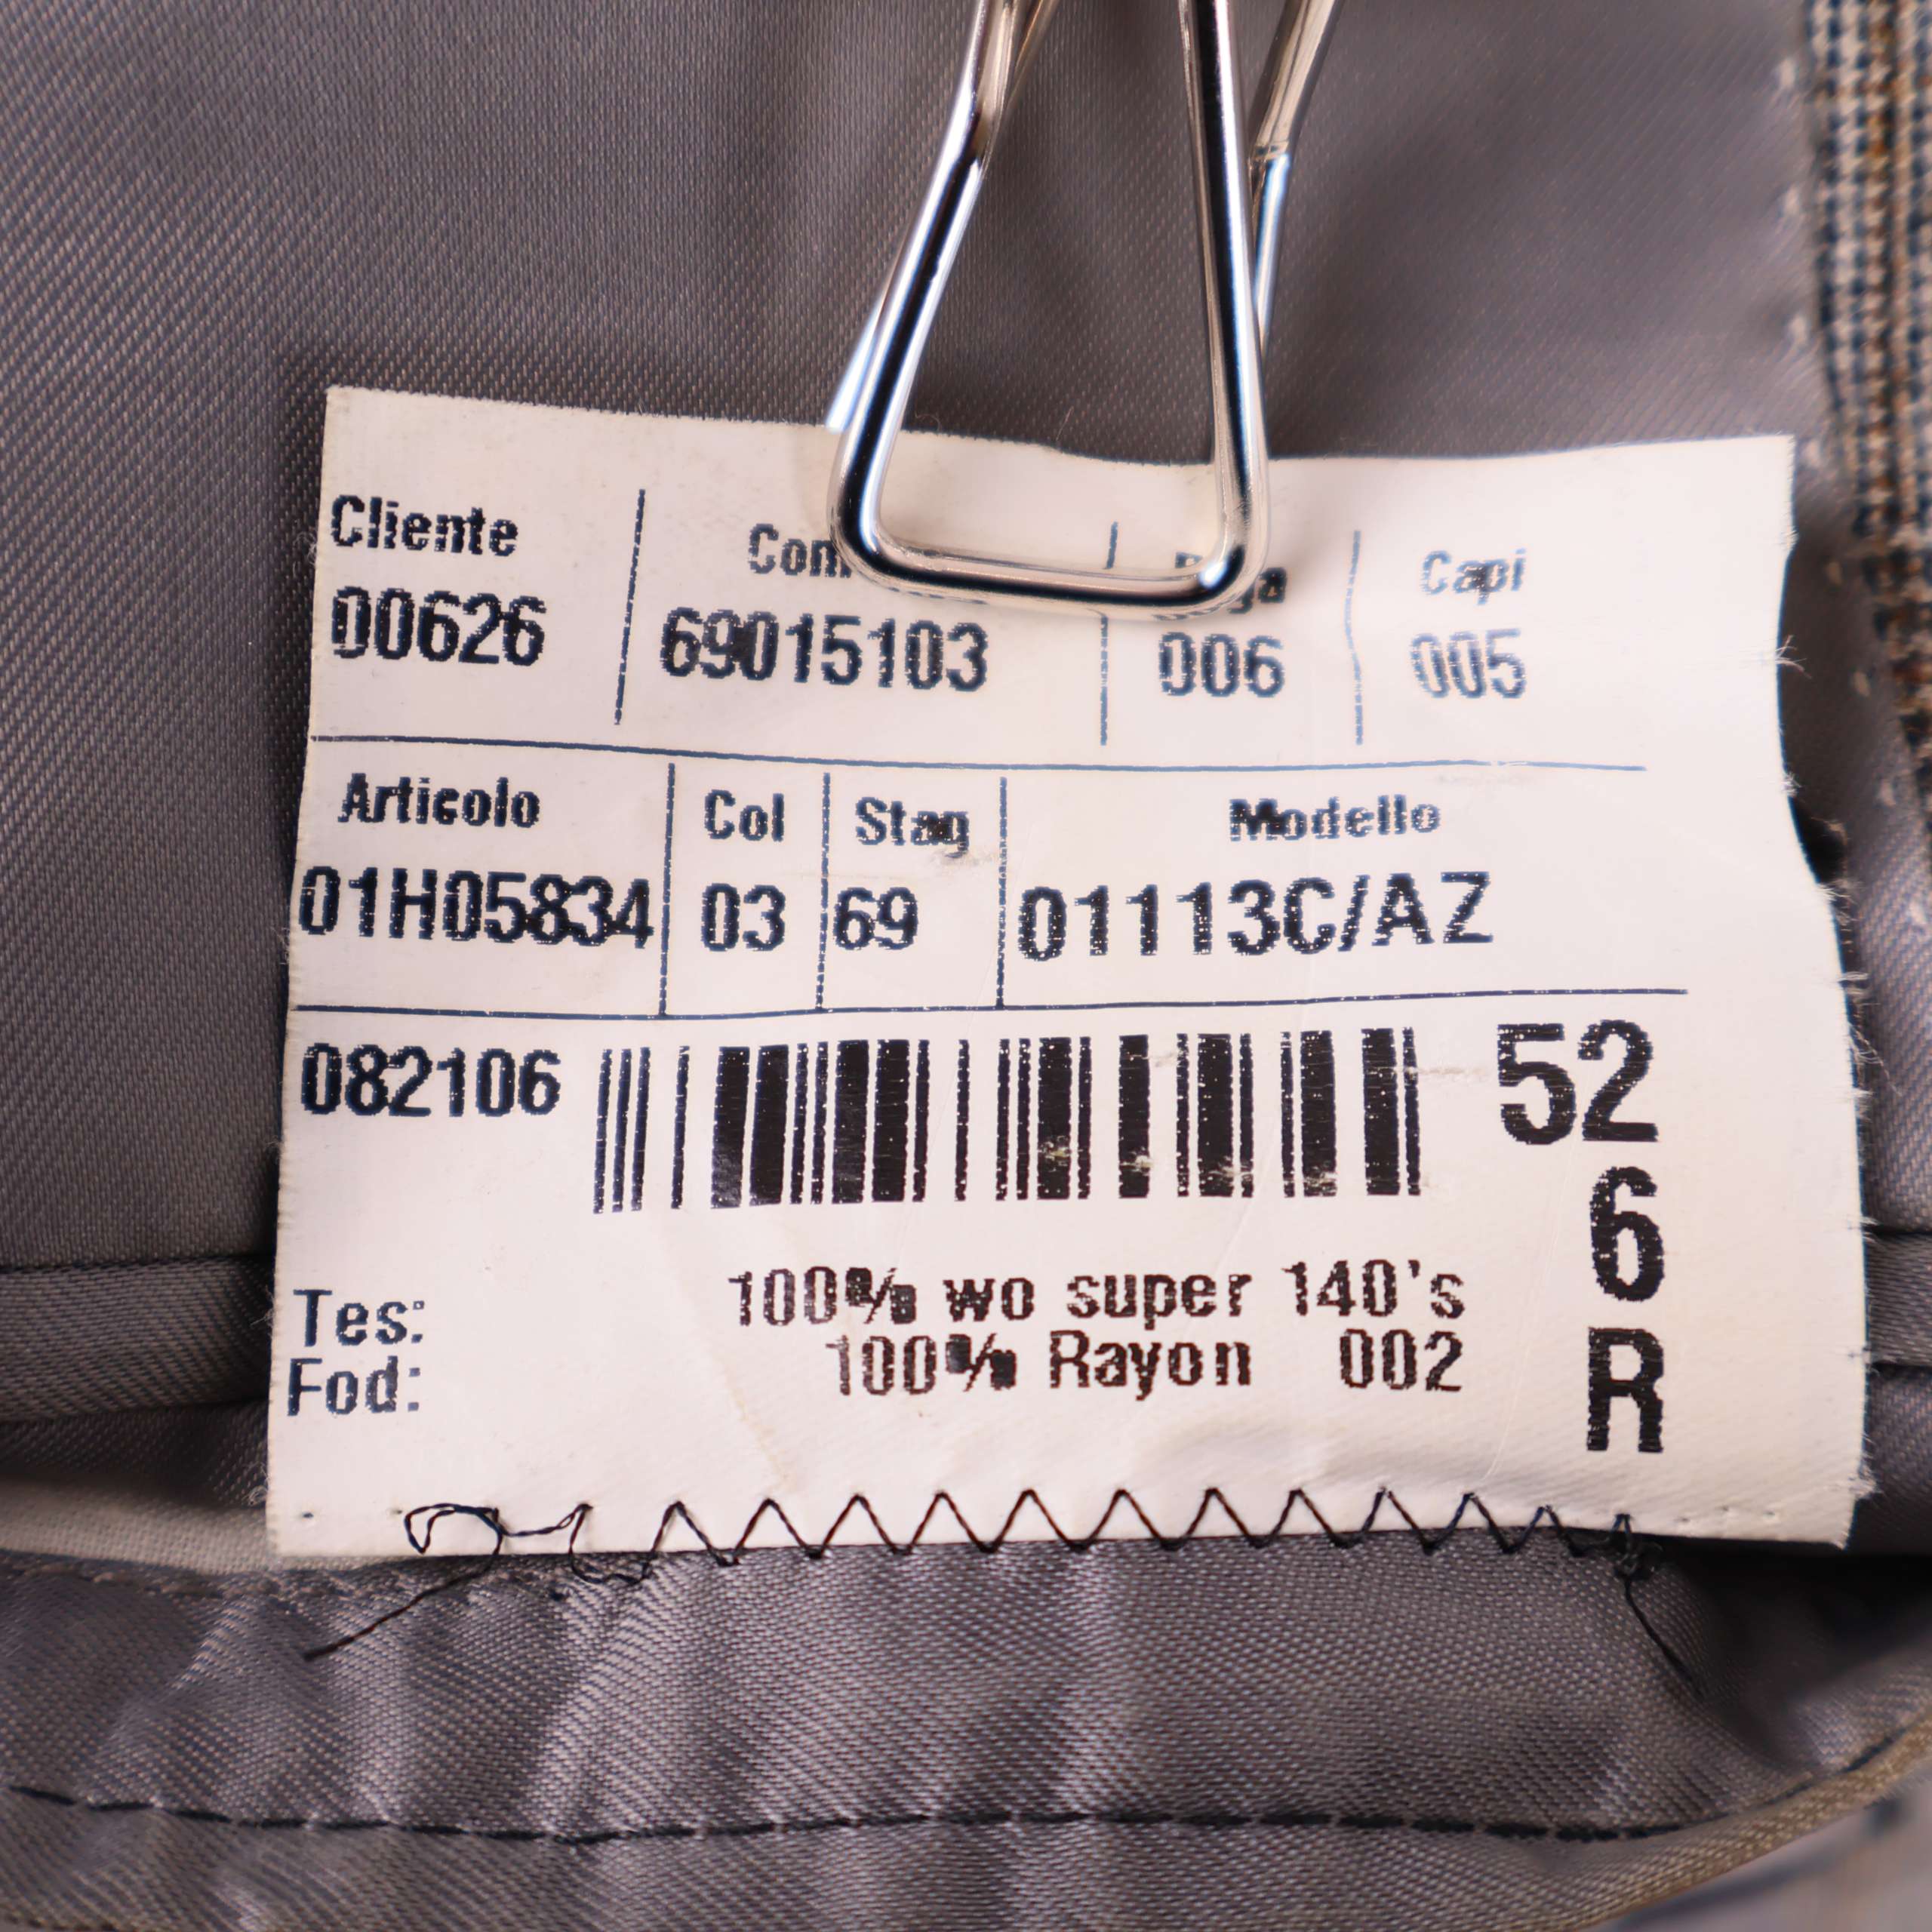 Cliente Capi
00626 69015103 006 005
Articolo Col Stag Modello
01H05834 03 69 01113C/AZ
082106 52
6
R
Tes: 100% wo super 140's
Fod: 100% Rayon 002